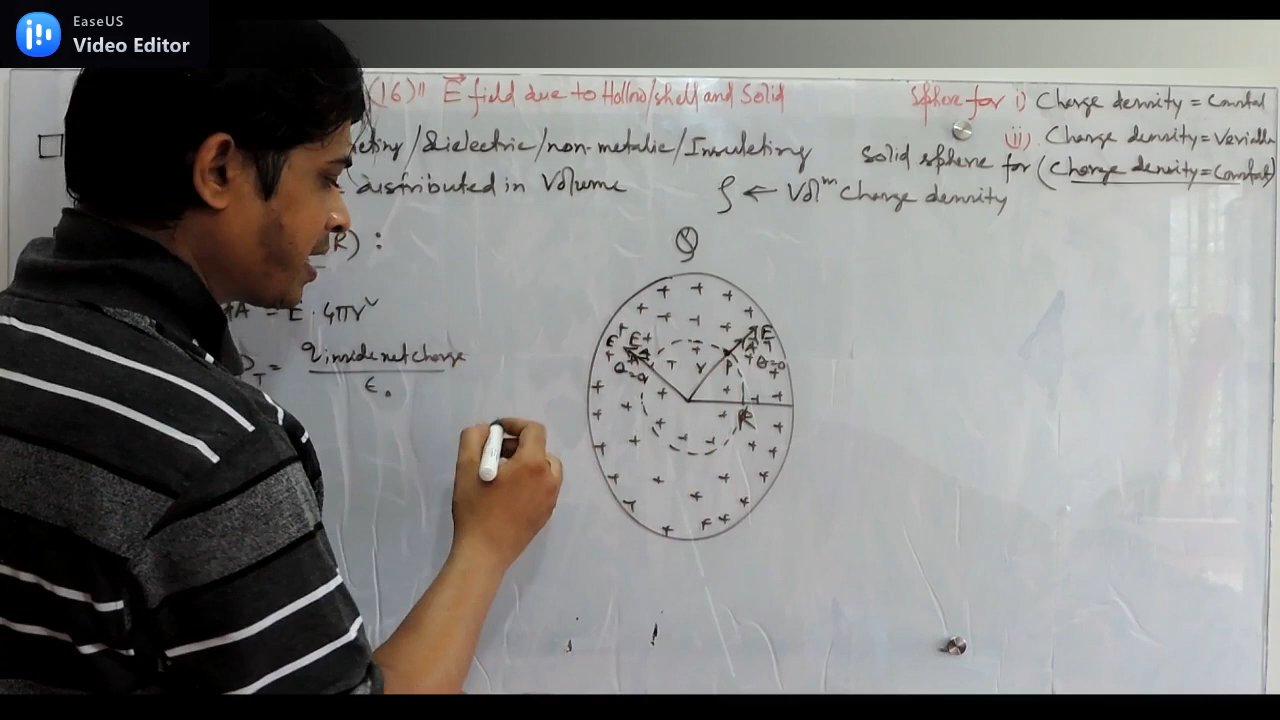 EaseUS
Video Editor
(16)" E field due to Hollow/shell and Solid Sphere for i) Charge density = Constant
(ii) Charge density = Variable
/Dielectric/non-metalic/Insulating Solid sphere for (Charge density = Constant)
distributed in Volume ρ ← Vol^m Charge density
R) :
Q
= E · 4πr²
= q inside net charge
ε₀
E E E
A A
θ=0 r P θ=0
R